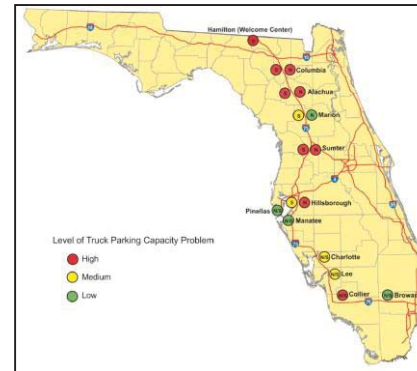 Hamilton (Welcome Center)
S
S N Columbia
S N Alachua
S N Marion
S N Sumter
S N Hillsborough
Pinellas N/S
N/S Manatee
N/S Charlotte
N/S Lee
N/S Collier
N/S Browar
Level of Truck Parking Capacity Problem
High
Medium
Low